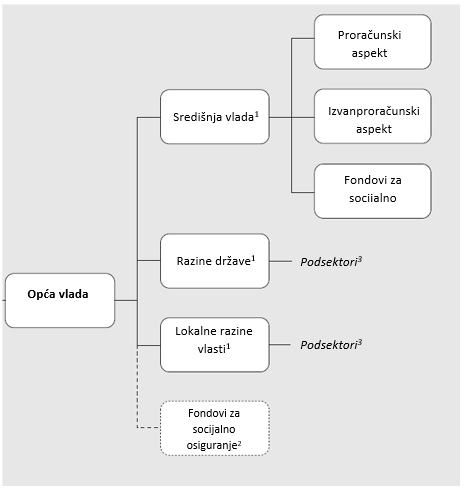 Proračunski
aspekt
Središnja vlada¹
Izvanproračunski
aspekt
Fondovi za
sociialno
Razine države¹
Podsektori³
Opća vlada
Lokalne razine
vlasti¹
Podsektori³
Fondovi za
socijalno
osiguranje²